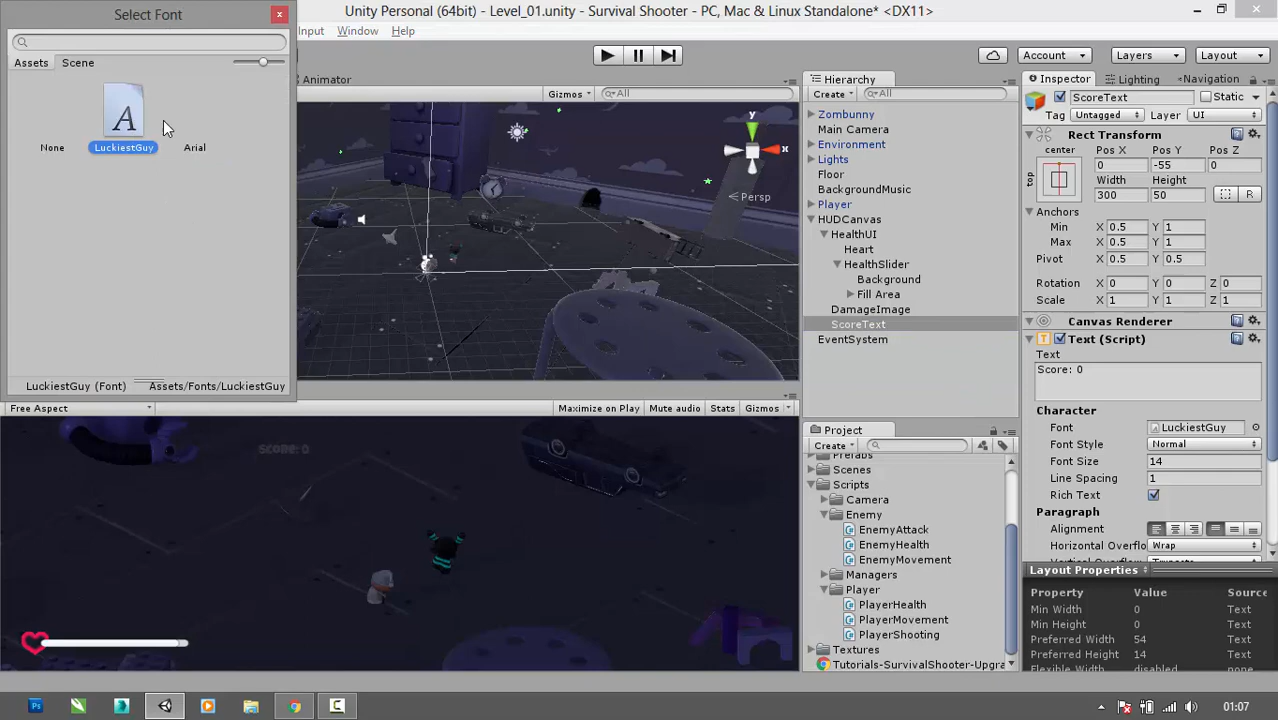 Select Font
Unity Personal (64bit) - Level_01.unity - Survival Shooter - PC, Mac & Linux Standalone* <DX11>
Input Window Help
Assets Scene
None
LuckiestGuy
Arial
LuckiestGuy (Font) Assets/Fonts/LuckiestGuy
Account Layers Layout
Animator
Gizmos All
y
x
Persp
Free Aspect
Maximize on Play Mute audio Stats Gizmos
SCORE: 0
Hierarchy
Create All
Zombunny
Main Camera
Environment
Lights
Floor
BackgroundMusic
Player
HUDCanvas
HealthUI
Heart
HealthSlider
Background
Fill Area
DamageImage
ScoreText
EventSystem
Project
Create
Prefabs
Scenes
Scripts
Camera
Enemy
EnemyAttack
EnemyHealth
EnemyMovement
Managers
Player
PlayerHealth
PlayerMovement
PlayerShooting
Textures
Tutorials-SurvivalShooter-Upgra
Inspector Lighting Navigation
ScoreText Static
Tag Untagged Layer UI
Rect Transform
center Pos X Pos Y Pos Z
top
0 -55 0
Width Height
300 50 R
Anchors
Min X 0.5 Y 1
Max X 0.5 Y 1
Pivot X 0.5 Y 0.5
Rotation X 0 Y 0 Z 0
Scale X 1 Y 1 Z 1
Canvas Renderer
Text (Script)
Text
Score: 0
Character
Font LuckiestGuy
Font Style Normal
Font Size 14
Line Spacing 1
Rich Text
Paragraph
Alignment
Horizontal Overflo Wrap
Layout Properties
Property Value Source
Min Width 0 Text
Min Height 0 Text
Preferred Width 54 Text
Preferred Height 14 Text
Flexible Width disabled none
01:07